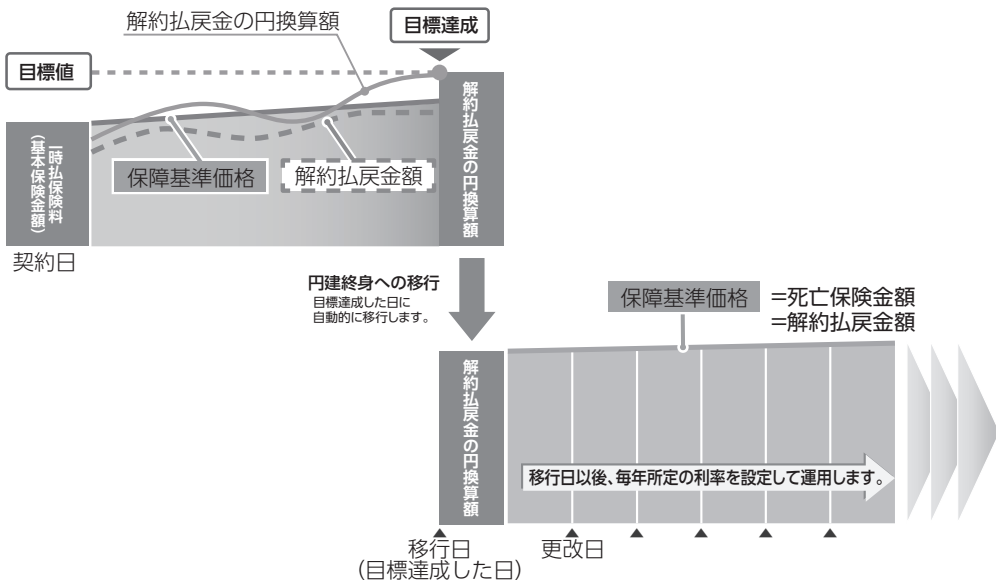 解約払戻金の円換算額
目標達成
目標値
一時払保険料
(基本保険金額)
保障基準価格
解約払戻金額
解約払戻金の円換算額
契約日
円建終身への移行
目標達成した日に
自動的に移行します。
保障基準価格
=死亡保険金額
=解約払戻金額
解約払戻金の円換算額
移行日以後、毎年所定の利率を設定して運用します。
移行日
(目標達成した日)
更改日